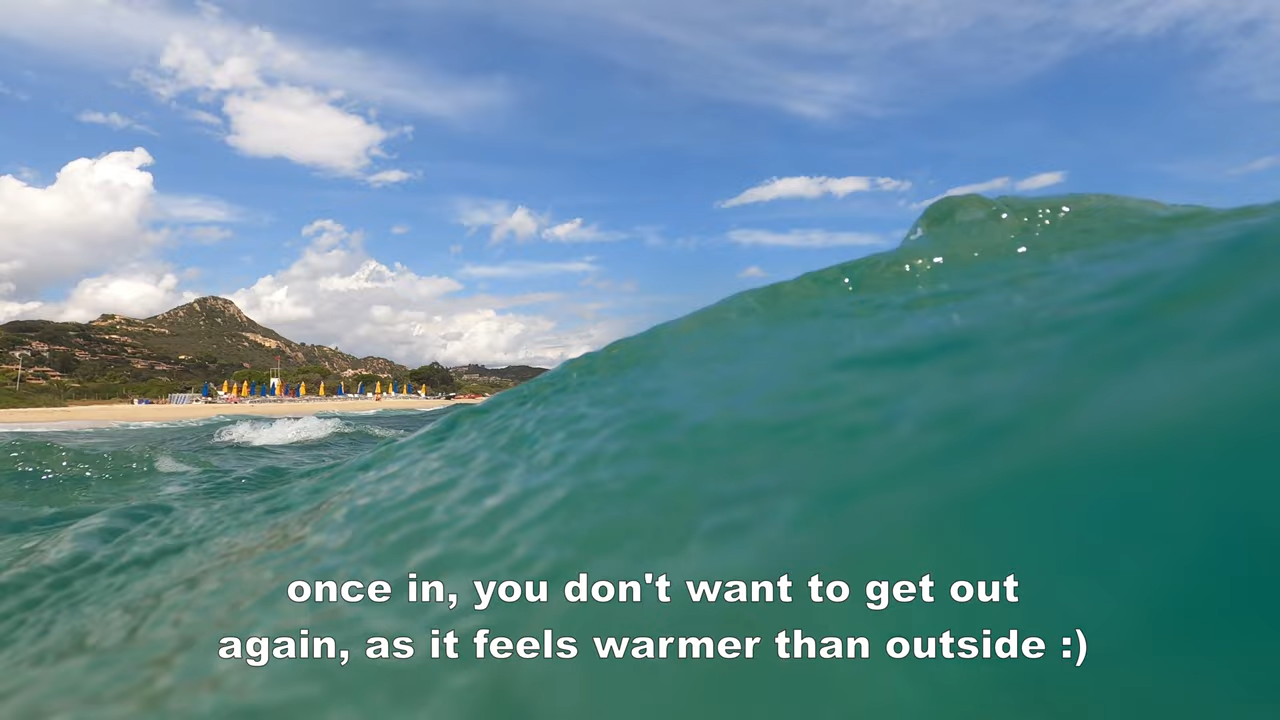 once in, you don't want to get out
again, as it feels warmer than outside :)